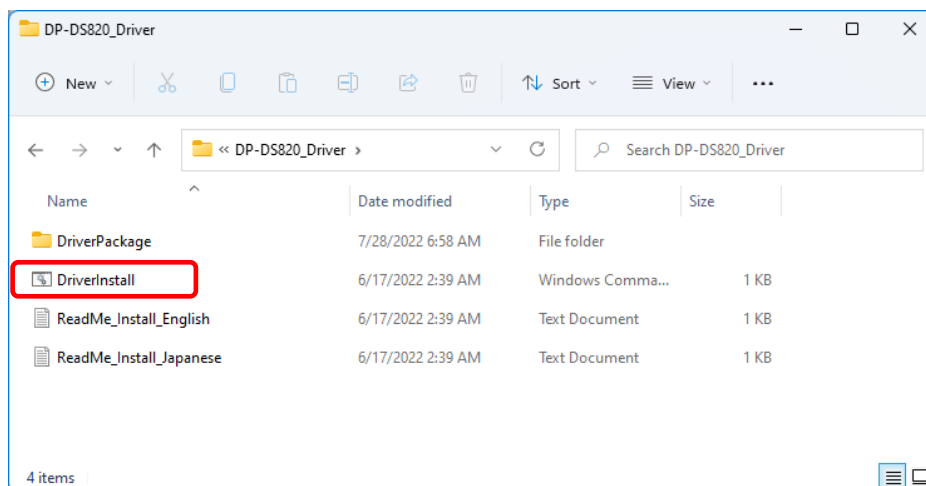 DP-DS820_Driver
New
Sort
View
« DP-DS820_Driver ›
Search DP-DS820_Driver
Name Date modified Type Size
DriverPackage 7/28/2022 6:58 AM File folder
DriverInstall 6/17/2022 2:39 AM Windows Comma... 1 KB
ReadMe_Install_English 6/17/2022 2:39 AM Text Document 1 KB
ReadMe_Install_Japanese 6/17/2022 2:39 AM Text Document 1 KB
4 items